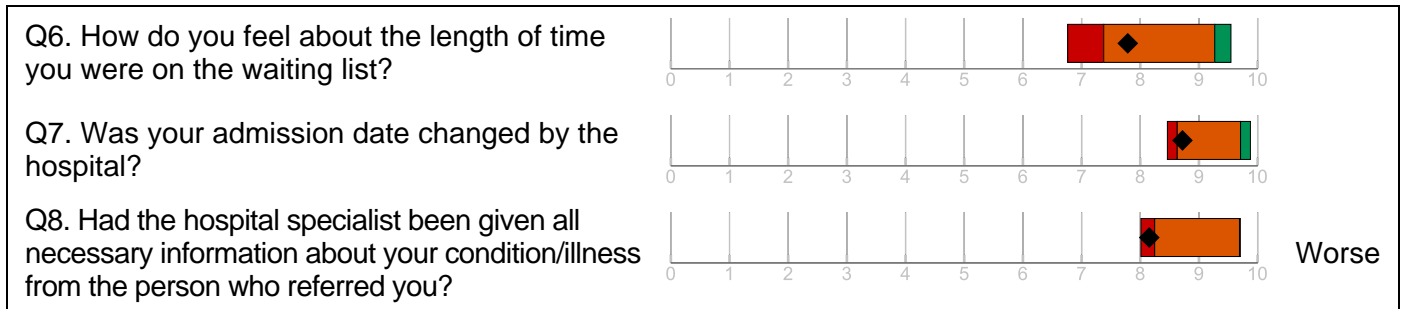 Q6. How do you feel about the length of time
you were on the waiting list?
0 1 2 3 4 5 6 7 8 9 10
Q7. Was your admission date changed by the
hospital?
0 1 2 3 4 5 6 7 8 9 10
Q8. Had the hospital specialist been given all
necessary information about your condition/illness
from the person who referred you?
0 1 2 3 4 5 6 7 8 9 10
Worse